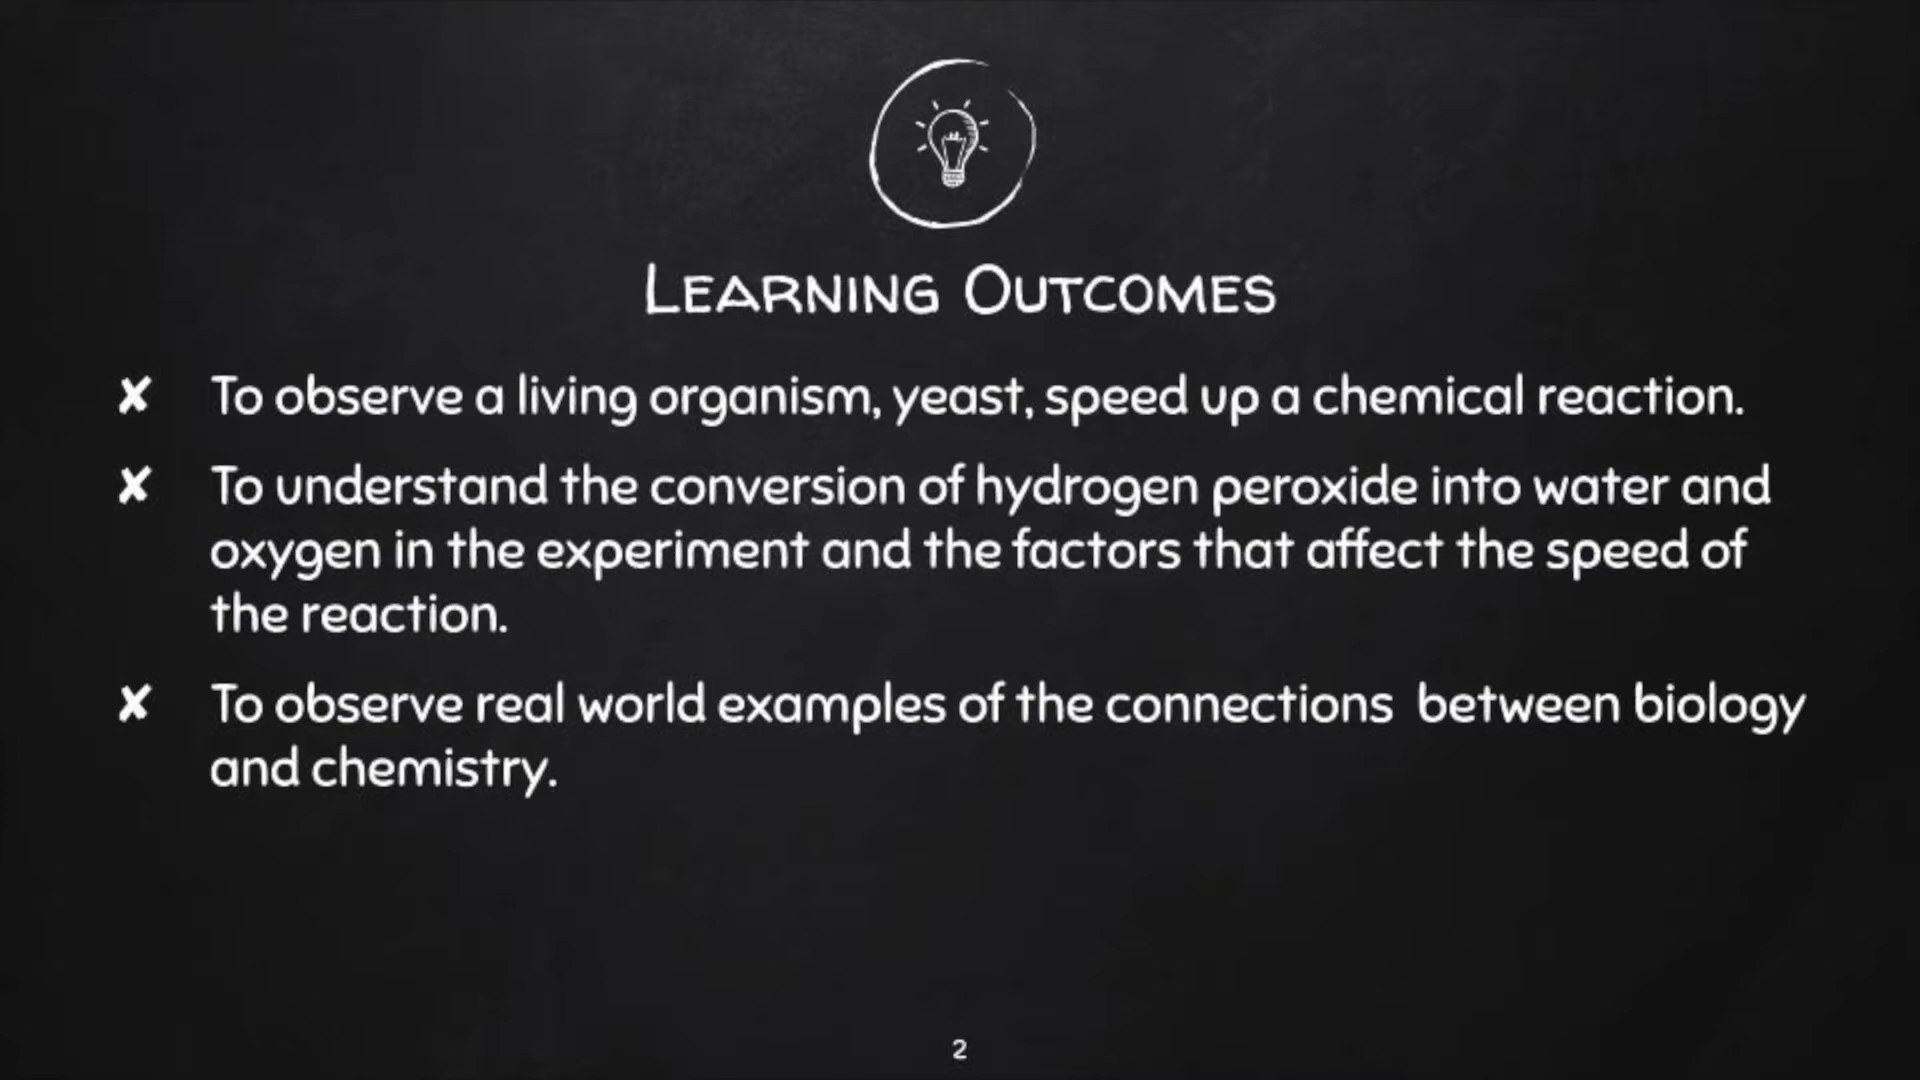 Learning Outcomes
✘ To observe a living organism, yeast, speed up a chemical reaction.
✘ To understand the conversion of hydrogen peroxide into water and
oxygen in the experiment and the factors that affect the speed of
the reaction.
✘ To observe real world examples of the connections  between biology
and chemistry.
2